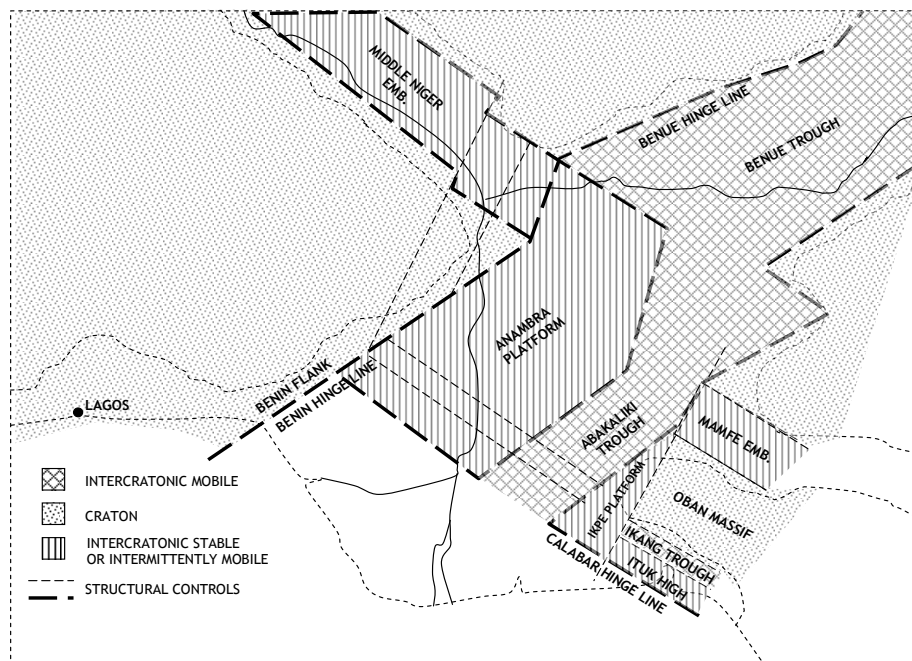 MIDDLE NIGER
EMB.
BENUE HINGE LINE
BENUE TROUGH
ANAMBRA
PLATFORM
BENIN FLANK
BENIN HINGE LINE
LAGOS
ABAKALIKI
TROUGH
MAMFE EMB.
IKPE PLATFORM
OBAN MASSIF
IKANG TROUGH
ITUK HIGH
CALABAR HINGE LINE
INTERCRATONIC MOBILE
CRATON
INTERCRATONIC STABLE
OR INTERMITTENTLY MOBILE
STRUCTURAL CONTROLS